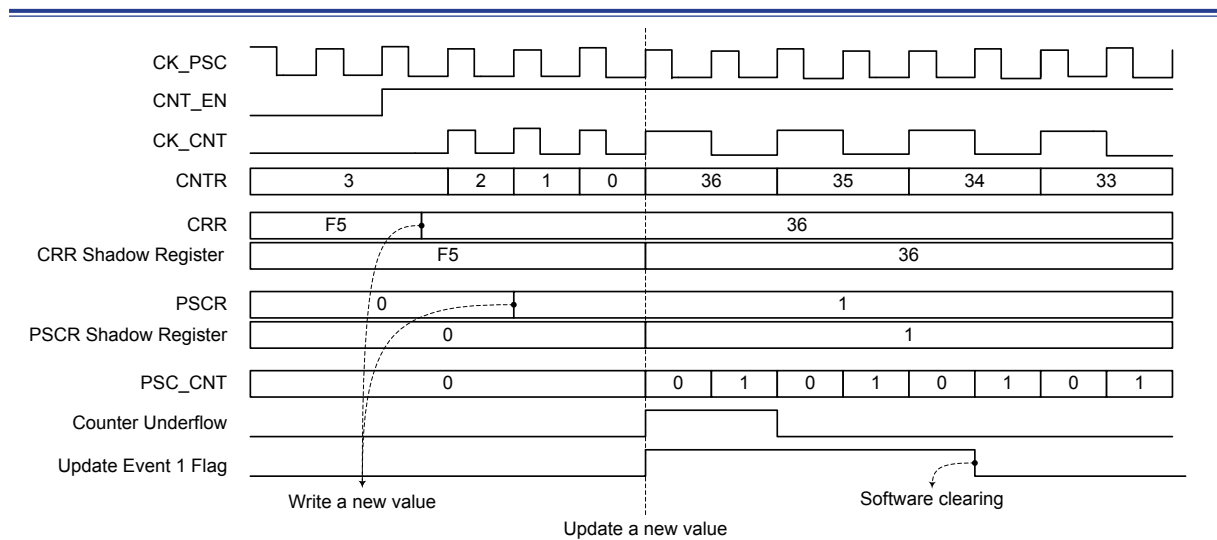 CK_PSC
CNT_EN
CK_CNT
CNTR 3 2 1 0 36 35 34 33
CRR F5 36
CRR Shadow Register F5 36
PSCR 0 1
PSCR Shadow Register 0 1
PSC_CNT 0 0 1 0 1 0 1 0 1
Counter Underflow
Update Event 1 Flag
Write a new value Software clearing
Update a new value